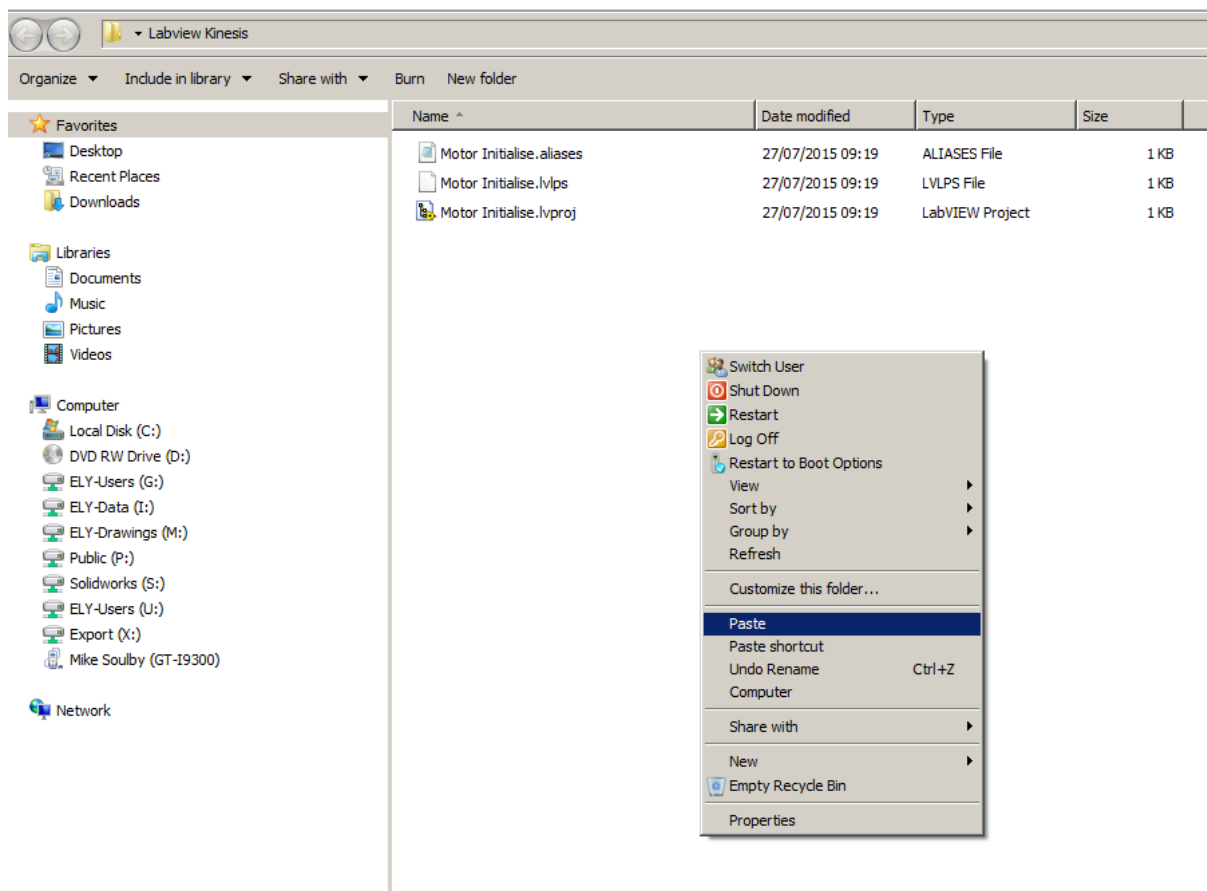 Labview Kinesis
Organize Include in library Share with Burn New folder
Favorites
Desktop
Recent Places
Downloads
Libraries
Documents
Music
Pictures
Videos
Computer
Local Disk (C:)
DVD RW Drive (D:)
ELY-Users (G:)
ELY-Data (I:)
ELY-Drawings (M:)
Public (P:)
Solidworks (S:)
ELY-Users (U:)
Export (X:)
Mike Soulby (GT-I9300)
Network
Name Date modified Type Size
Motor Initialise.aliases 27/07/2015 09:19 ALIASES File 1 KB
Motor Initialise.lvlps 27/07/2015 09:19 LVLPS File 1 KB
Motor Initialise.lvproj 27/07/2015 09:19 LabVIEW Project 1 KB
Switch User
Shut Down
Restart
Log Off
Restart to Boot Options
View
Sort by
Group by
Refresh
Customize this folder...
Paste
Paste shortcut
Undo Rename Ctrl+Z
Computer
Share with
New
Empty Recycle Bin
Properties